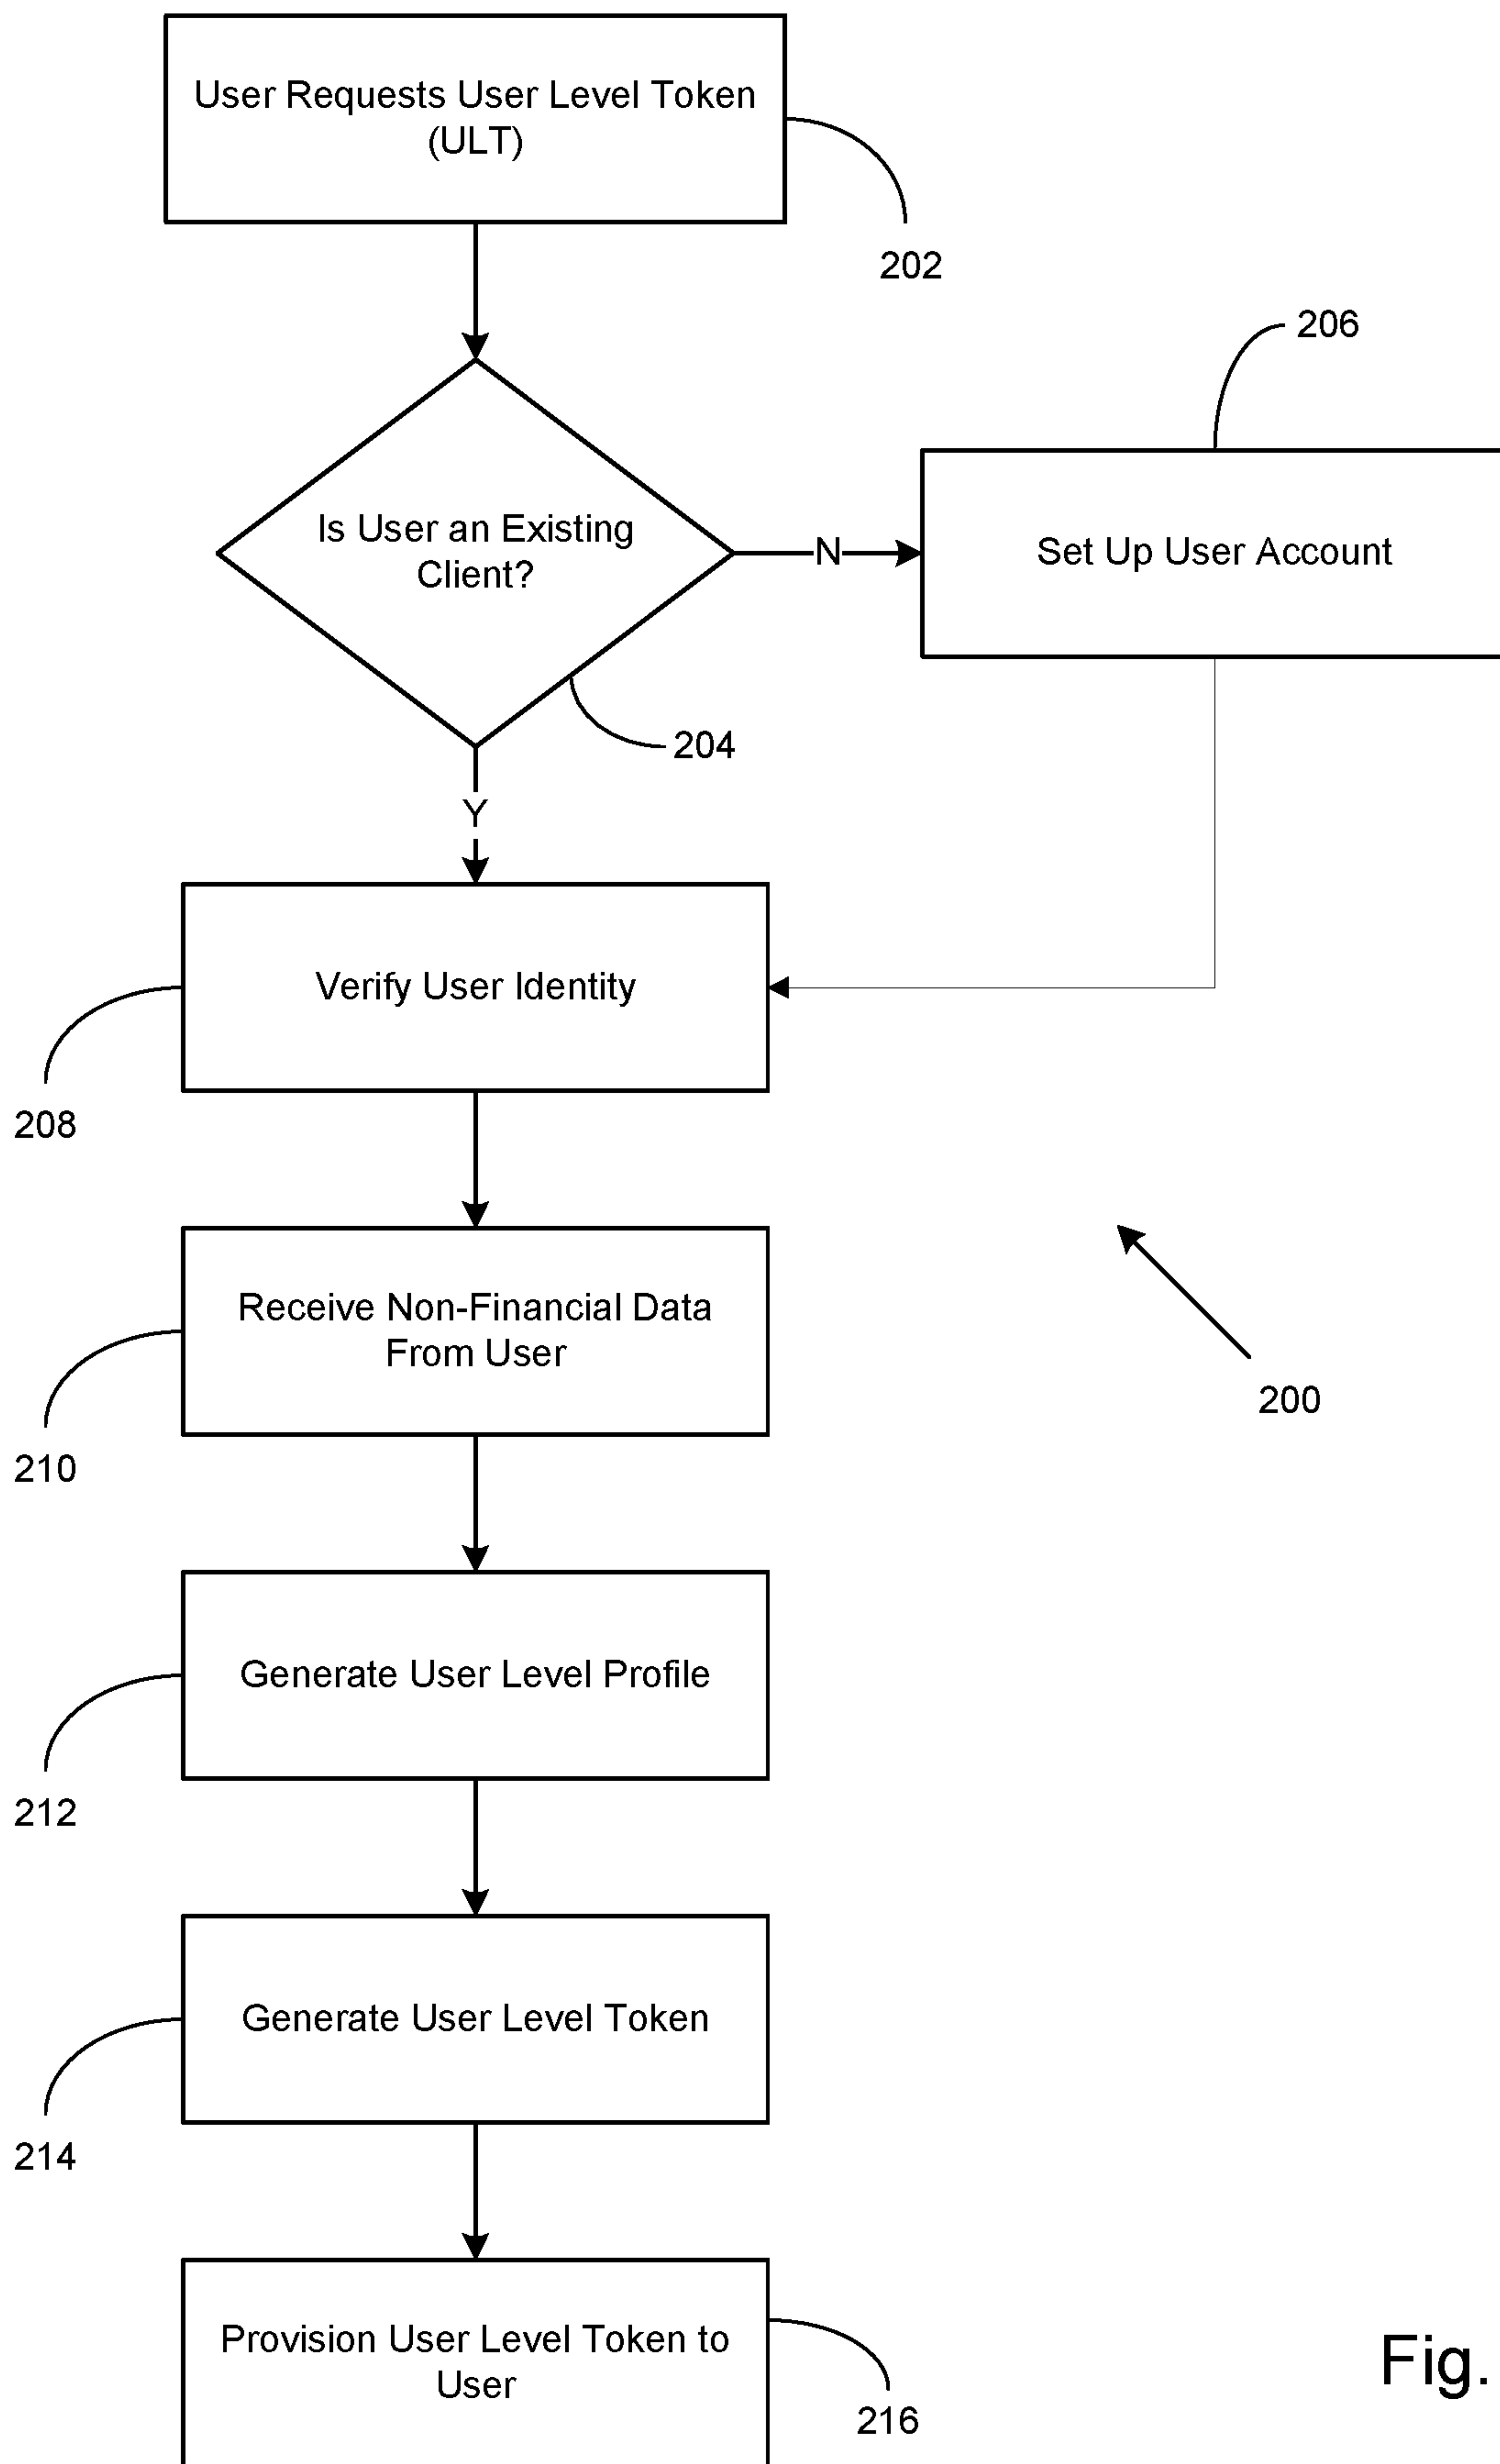 User Requests User Level Token
(ULT)
202
206
Is User an Existing
Client?
N
Set Up User Account
204
Y
Verify User Identity
208
Receive Non-Financial Data
From User
200
210
Generate User Level Profile
212
Generate User Level Token
214
Provision User Level Token to
User
Fig.
216